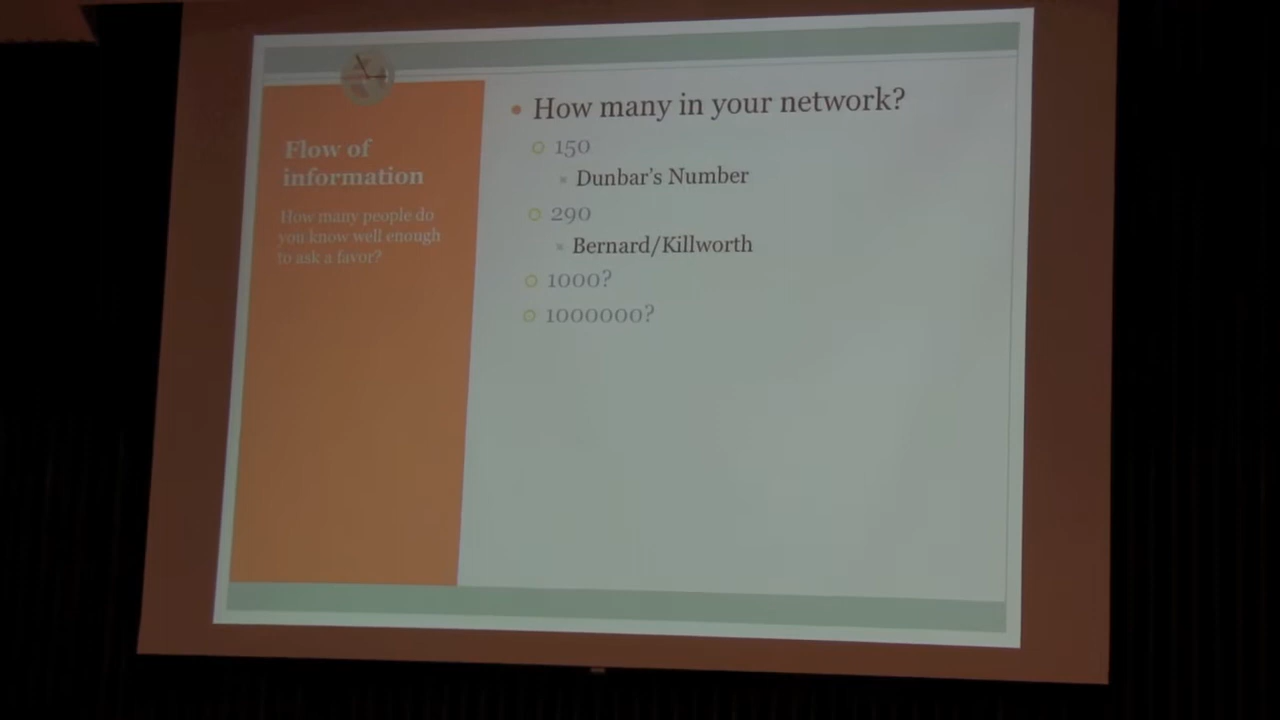 Flow of
information
How many people do
you know well enough
to ask a favor?
How many in your network?
150
Dunbar's Number
290
Bernard/Killworth
1000?
1000000?